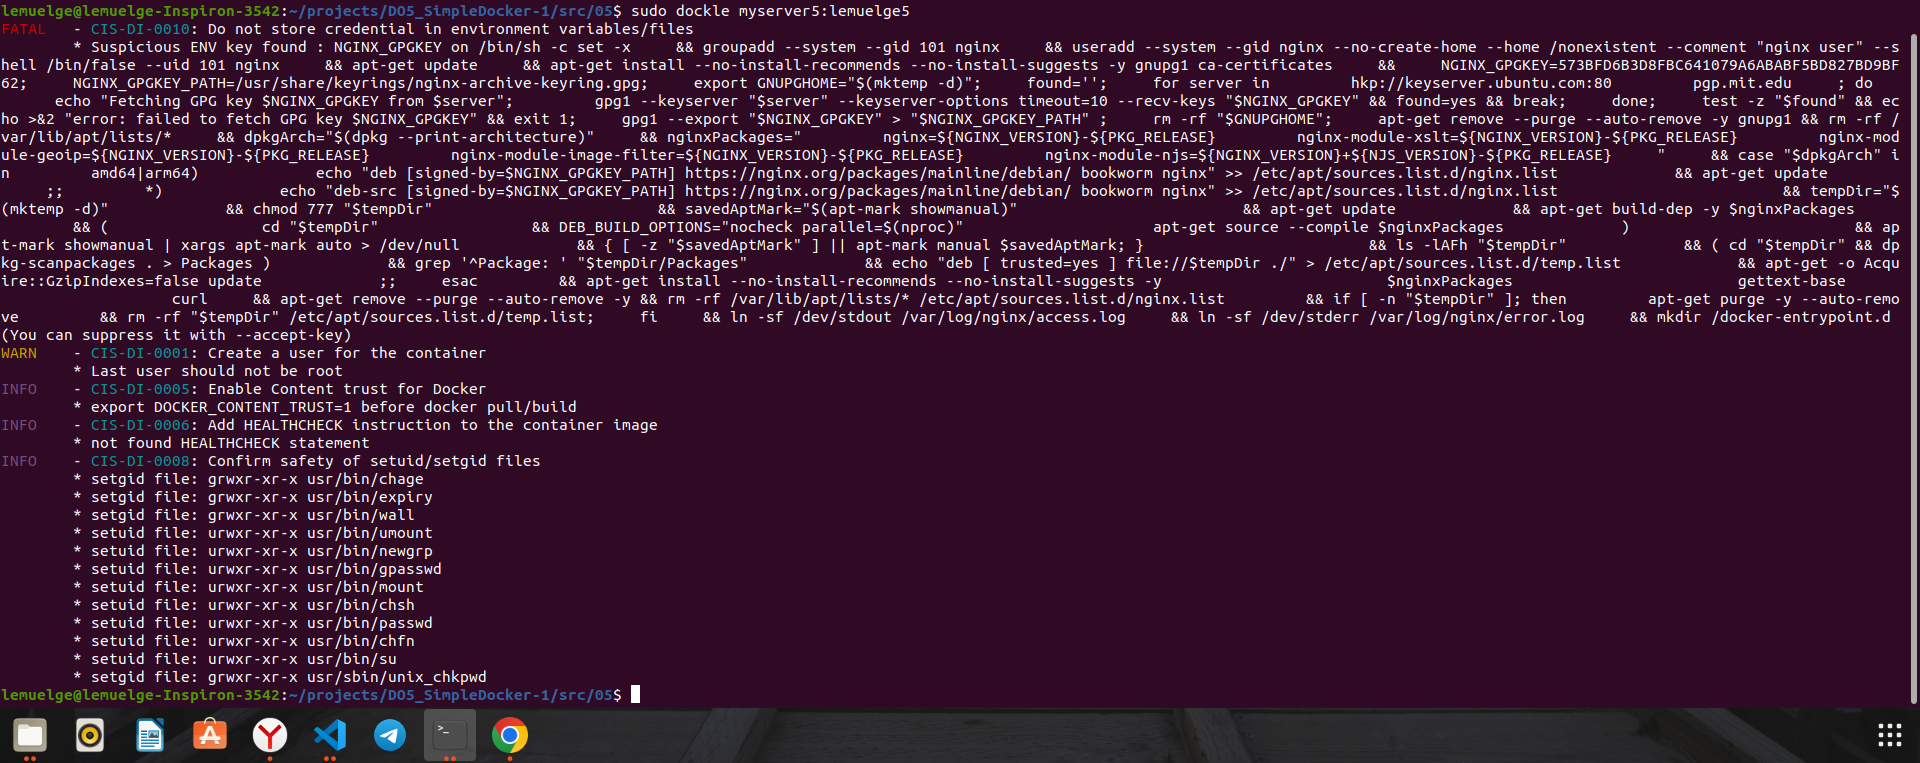 lemuelge@lemuelge-Inspiron-3542:~/projects/DO5_SimpleDocker-1/src/05$ sudo dockle myserver5:lemuelge5
FATAL   - CIS-DI-0010: Do not store credential in environment variables/files
        * Suspicious ENV key found : NGINX_GPGKEY on /bin/sh -c set -x     && groupadd --system --gid 101 nginx     && useradd --system --gid nginx --no-create-home --home /nonexistent --comment "nginx user" --s
hell /bin/false --uid 101 nginx     && apt-get update     && apt-get install --no-install-recommends --no-install-suggests -y gnupg1 ca-certificates     &&     NGINX_GPGKEY=573BFD6B3D8FBC641079A6ABABF5BD827BD9BF
62;     NGINX_GPGKEY_PATH=/usr/share/keyrings/nginx-archive-keyring.gpg;     export GNUPGHOME="$(mktemp -d)";     found='';     for server in         hkp://keyserver.ubuntu.com:80         pgp.mit.edu     ; do
      echo "Fetching GPG key $NGINX_GPGKEY from $server";         gpg1 --keyserver "$server" --keyserver-options timeout=10 --recv-keys "$NGINX_GPGKEY" && found=yes && break;     done;     test -z "$found" && ec
ho >&2 "error: failed to fetch GPG key $NGINX_GPGKEY" && exit 1;     gpg1 --export "$NGINX_GPGKEY" > "$NGINX_GPGKEY_PATH" ;     rm -rf "$GNUPGHOME";     apt-get remove --purge --auto-remove -y gnupg1 && rm -rf /
var/lib/apt/lists/*     && dpkgArch="$(dpkg --print-architecture)"     && nginxPackages="         nginx=${NGINX_VERSION}-${PKG_RELEASE}         nginx-module-xslt=${NGINX_VERSION}-${PKG_RELEASE}         nginx-mod
ule-geoip=${NGINX_VERSION}-${PKG_RELEASE}         nginx-module-image-filter=${NGINX_VERSION}-${PKG_RELEASE}         nginx-module-njs=${NGINX_VERSION}+${NJS_VERSION}-${PKG_RELEASE}     "     && case "$dpkgArch" i
n         amd64|arm64)             echo "deb [signed-by=$NGINX_GPGKEY_PATH] https://nginx.org/packages/mainline/debian/ bookworm nginx" >> /etc/apt/sources.list.d/nginx.list             && apt-get update
     ;;         *)             echo "deb-src [signed-by=$NGINX_GPGKEY_PATH] https://nginx.org/packages/mainline/debian/ bookworm nginx" >> /etc/apt/sources.list.d/nginx.list                         && tempDir="$
(mktemp -d)"             && chmod 777 "$tempDir"                         && savedAptMark="$(apt-mark showmanual)"                         && apt-get update             && apt-get build-dep -y $nginxPackages
        && (                 cd "$tempDir"                 && DEB_BUILD_OPTIONS="nocheck parallel=$(nproc)"                     apt-get source --compile $nginxPackages             )                         && ap
t-mark showmanual | xargs apt-mark auto > /dev/null             && { [ -z "$savedAptMark" ] || apt-mark manual $savedAptMark; }                         && ls -lAFh "$tempDir"             && ( cd "$tempDir" && dp
kg-scanpackages . > Packages )             && grep '^Package: ' "$tempDir/Packages"             && echo "deb [ trusted=yes ] file://$tempDir ./" > /etc/apt/sources.list.d/temp.list             && apt-get -o Acqu
ire::GzipIndexes=false update             ;;     esac         && apt-get install --no-install-recommends --no-install-suggests -y                         $nginxPackages                         gettext-base
                   curl     && apt-get remove --purge --auto-remove -y && rm -rf /var/lib/apt/lists/* /etc/apt/sources.list.d/nginx.list         && if [ -n "$tempDir" ]; then         apt-get purge -y --auto-remo
ve         && rm -rf "$tempDir" /etc/apt/sources.list.d/temp.list;     fi     && ln -sf /dev/stdout /var/log/nginx/access.log     && ln -sf /dev/stderr /var/log/nginx/error.log     && mkdir /docker-entrypoint.d
(You can suppress it with --accept-key)
WARN    - CIS-DI-0001: Create a user for the container
        * Last user should not be root
INFO    - CIS-DI-0005: Enable Content trust for Docker
        * export DOCKER_CONTENT_TRUST=1 before docker pull/build
INFO    - CIS-DI-0006: Add HEALTHCHECK instruction to the container image
        * not found HEALTHCHECK statement
INFO    - CIS-DI-0008: Confirm safety of setuid/setgid files
        * setgid file: grwxr-xr-x usr/bin/chage
        * setgid file: grwxr-xr-x usr/bin/expiry
        * setgid file: grwxr-xr-x usr/bin/wall
        * setuid file: urwxr-xr-x usr/bin/umount
        * setuid file: urwxr-xr-x usr/bin/newgrp
        * setuid file: urwxr-xr-x usr/bin/gpasswd
        * setuid file: urwxr-xr-x usr/bin/mount
        * setuid file: urwxr-xr-x usr/bin/chsh
        * setuid file: urwxr-xr-x usr/bin/passwd
        * setuid file: urwxr-xr-x usr/bin/chfn
        * setuid file: urwxr-xr-x usr/bin/su
        * setgid file: grwxr-xr-x usr/sbin/unix_chkpwd
lemuelge@lemuelge-Inspiron-3542:~/projects/DO5_SimpleDocker-1/src/05$